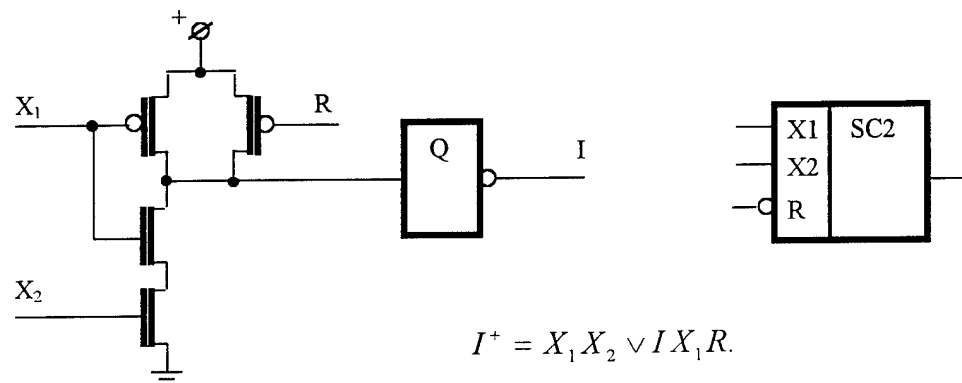 +
X₁
R
Q
I
X1 SC2
X2
R
X₂
I⁺ = X₁X₂ ∨ IX₁R.